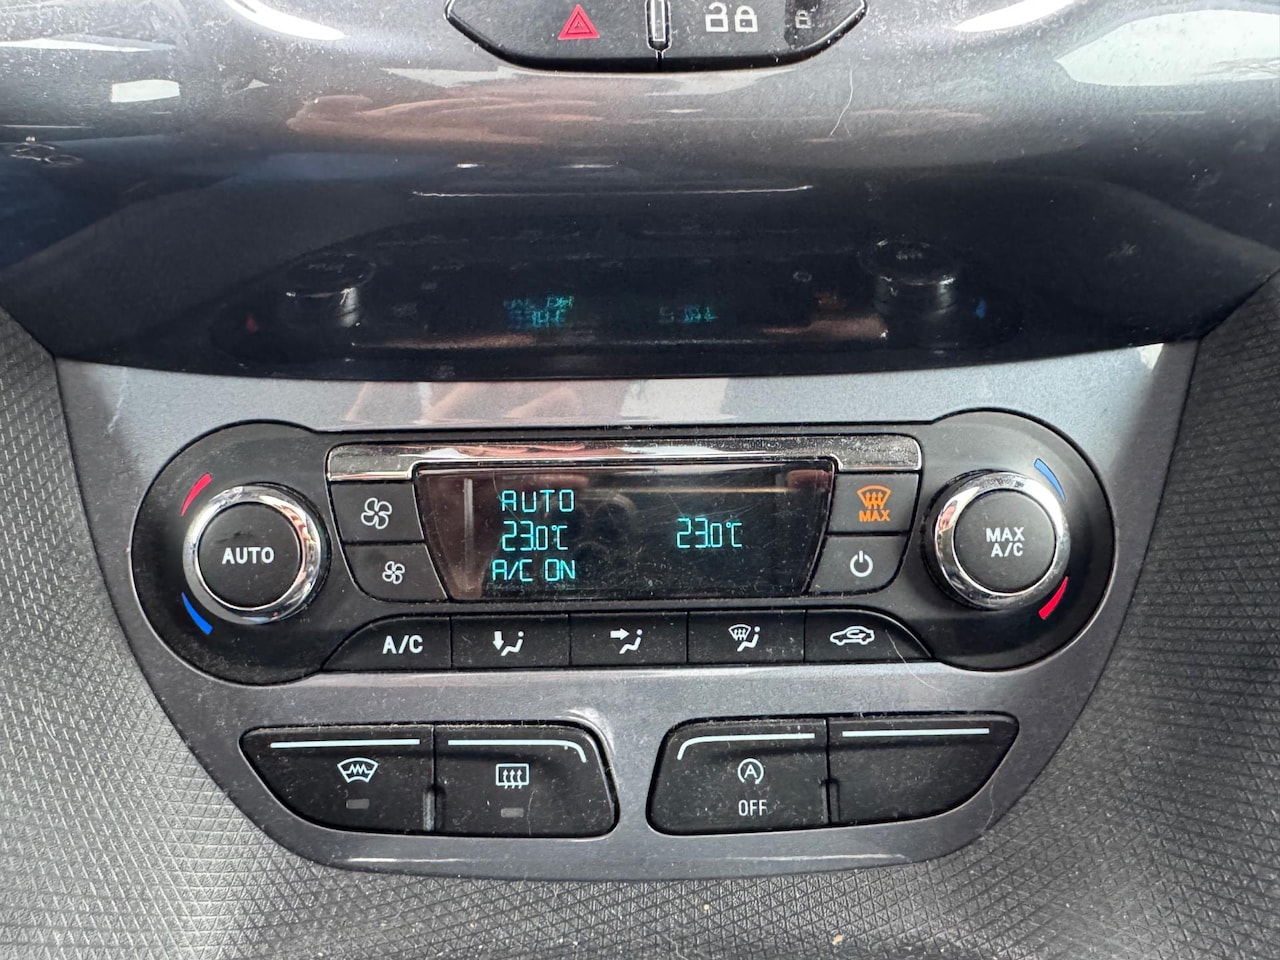 AUTO
AUTO
23.0°C
23.0°C
A/C ON
MAX
MAX
A/C
A/C
A
OFF